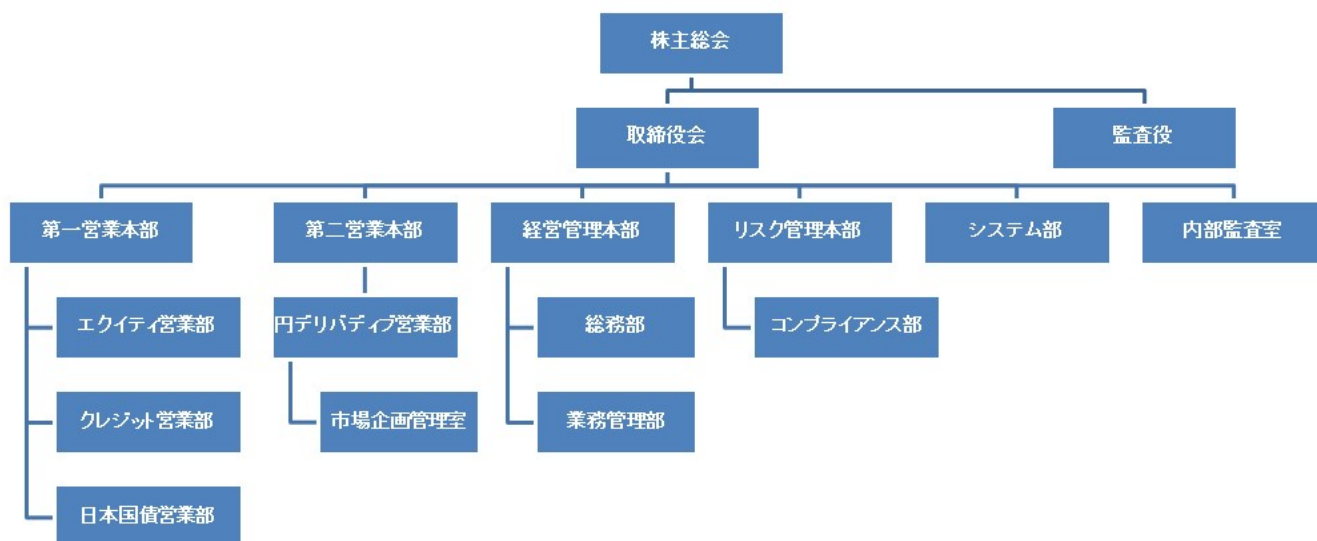 株主総会
取締役会
監査役
第一営業本部
第二営業本部
経営管理本部
リスク管理本部
システム部
内部監査室
エクイティ営業部
円デリバディブ営業部
総務部
コンプライアンス部
クレジット営業部
市場企画管理室
業務管理部
日本国債営業部